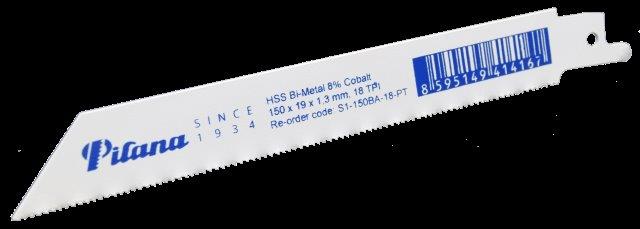 Pilana
SINCE
1934
HSS Bi-Metal 8% Cobalt
150 x 19 x 1,3 mm, 18 TPI
Re-order code: S1-150BA-18-PT
8 595149 414167